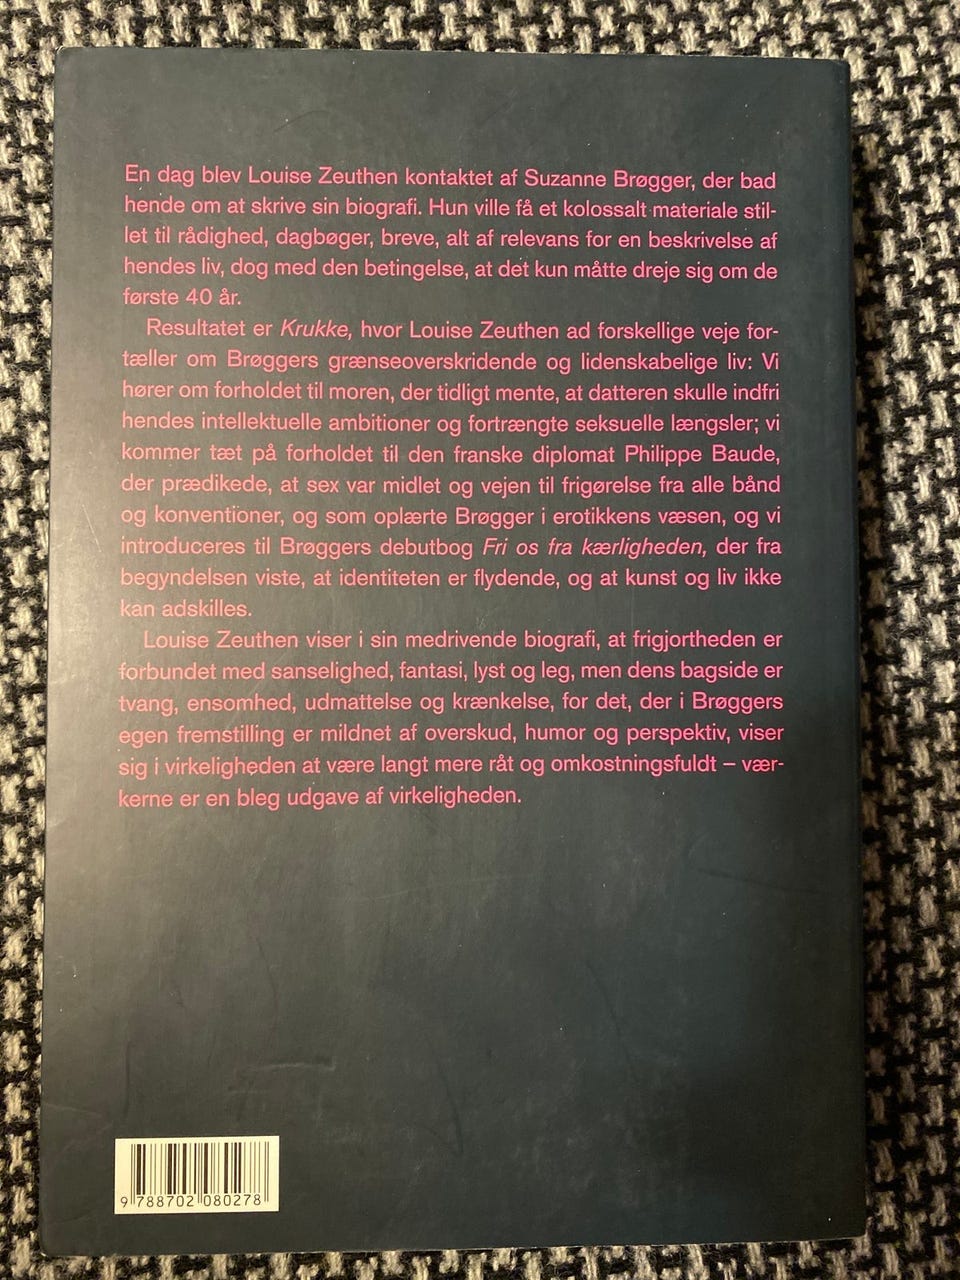 En dag blev Louise Zeuthen kontaktet af Suzanne Brøgger, der bad
hende om at skrive sin biografi. Hun ville få et kolossalt materiale stil-
let til rådighed, dagbøger, breve, alt af relevans for en beskrivelse af
hendes liv, dog med den betingelse, at det kun måtte dreje sig om de
første 40 år.
Resultatet er Krukke, hvor Louise Zeuthen ad forskellige veje for-
tæller om Brøggers grænseoverskridende og lidenskabelige liv: Vi
hører om forholdet til moren, der tidligt mente, at datteren skulle indfri
hendes intellektuelle ambitioner og fortrængte seksuelle længsler; vi
kommer tæt på forholdet til den franske diplomat Philippe Baude,
der prædikede, at sex var midlet og vejen til frigørelse fra alle bånd
og konventioner, og som oplærte Brøgger i erotikkens væsen, og vi
introduceres til Brøggers debutbog Fri os fra kærligheden, der fra
begyndelsen viste, at identiteten er flydende, og at kunst og liv ikke
kan adskilles.
Louise Zeuthen viser i sin medrivende biografi, at frigjortheden er
forbundet med sanselighed, fantasi, lyst og leg, men dens bagside er
tvang, ensomhed, udmattelse og krænkelse, for det, der i Brøggers
egen fremstilling er mildnet af overskud, humor og perspektiv, viser
sig i virkeligheden at være langt mere råt og omkostningsfuldt – vær-
kerne er en bleg udgave af virkeligheden.
9 788702 080278